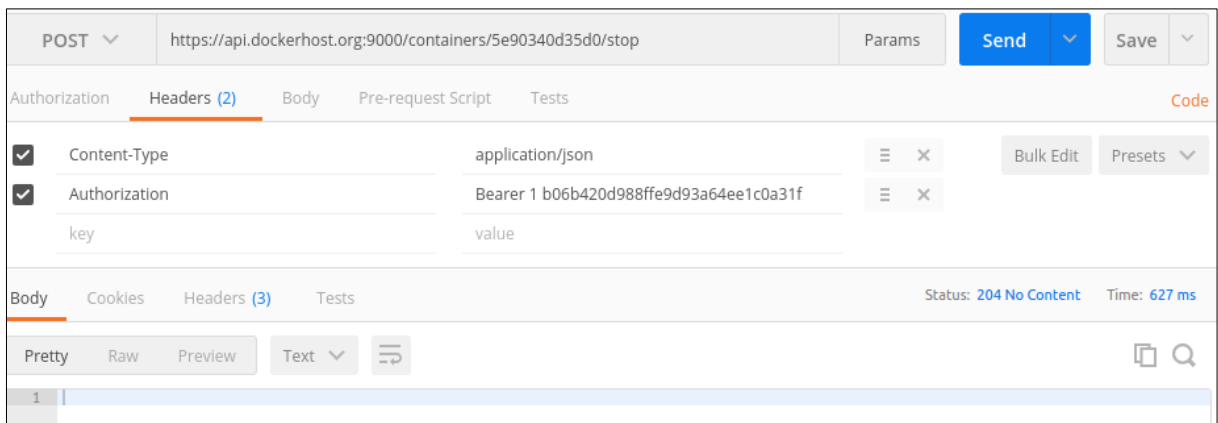 POST https://api.dockerhost.org:9000/containers/5e90340d35d0/stop Params Send Save
Authorization Headers (2) Body Pre-request Script Tests Code
Content-Type application/json Bulk Edit Presets
Authorization Bearer 1 b06b420d988ffe9d93a64ee1c0a31f
key value
Body Cookies Headers (3) Tests Status: 204 No Content Time: 627 ms
Pretty Raw Preview Text
1